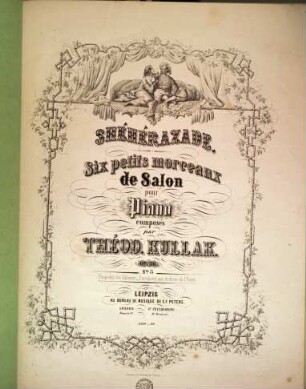 SHÉHÉRAZADE.
Six petits morceaux
de Salon
pour
Piano
composés
par
THÉOD. KULLAK.
No 5
LEIPZIG
AU BUREAU DE MUSIQUE DE C.F. PETERS.